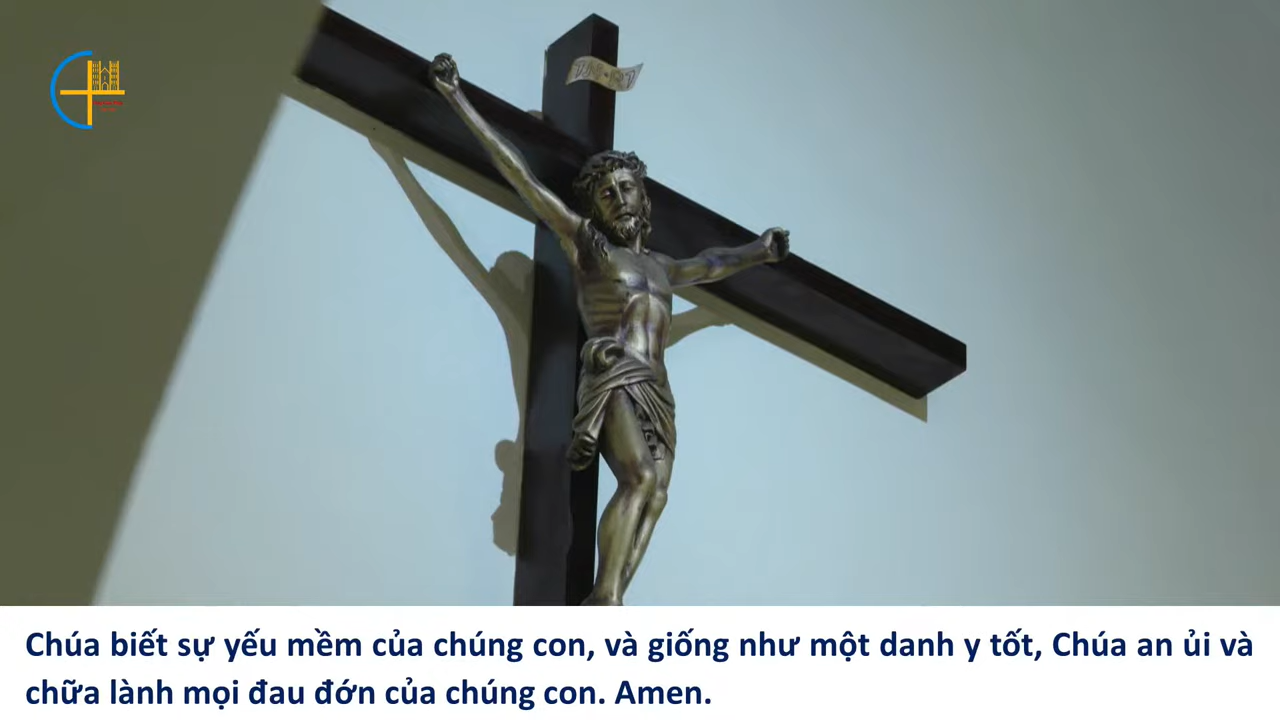 Chúa biết sự yếu mềm của chúng con, và giống như một danh y tốt, Chúa an ủi và
chữa lành mọi đau đớn của chúng con. Amen.